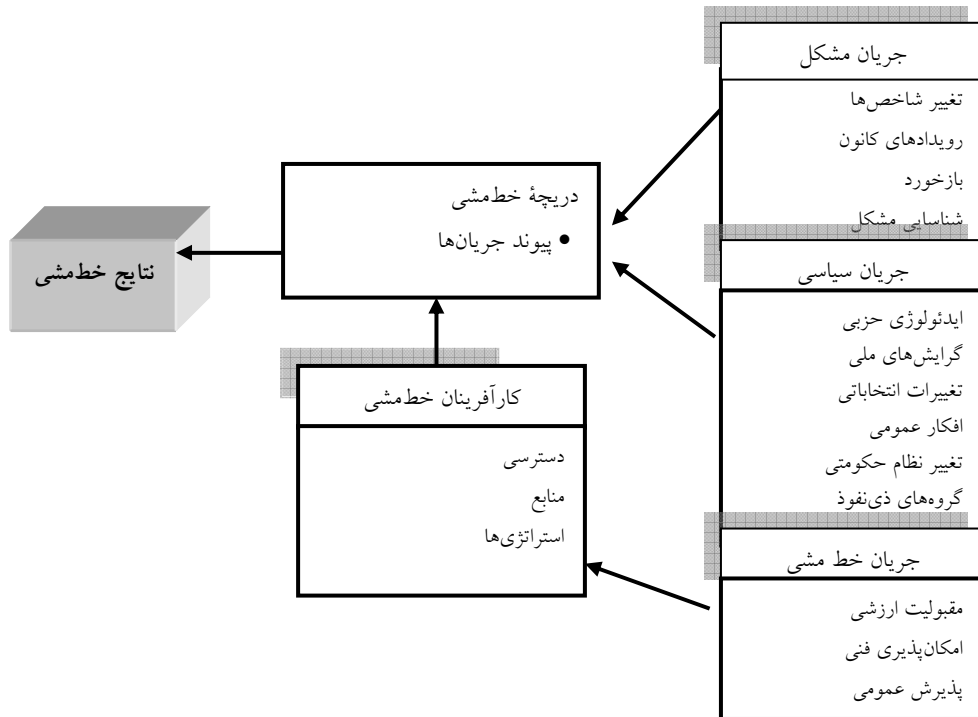 جریان مشکل
تغییر شاخص‌ها
رویدادهای کانون
بازخورد
شناسایی مشکل
جریان سیاسی
ایدئولوژی حزبی
گرایش‌های ملی
تغییرات انتخاباتی
افکار عمومی
تغییر نظام حکومتی
گروه‌های ذی‌نفوذ
جریان خط مشی
مقبولیت ارزشی
امکان‌پذیری فنی
پذیرش عمومی
دریچۀ خط‌مشی
• پیوند جریان‌ها
کارآفرینان خط‌مشی
دسترسی
منابع
استراتژی‌ها
نتایج خط‌مشی